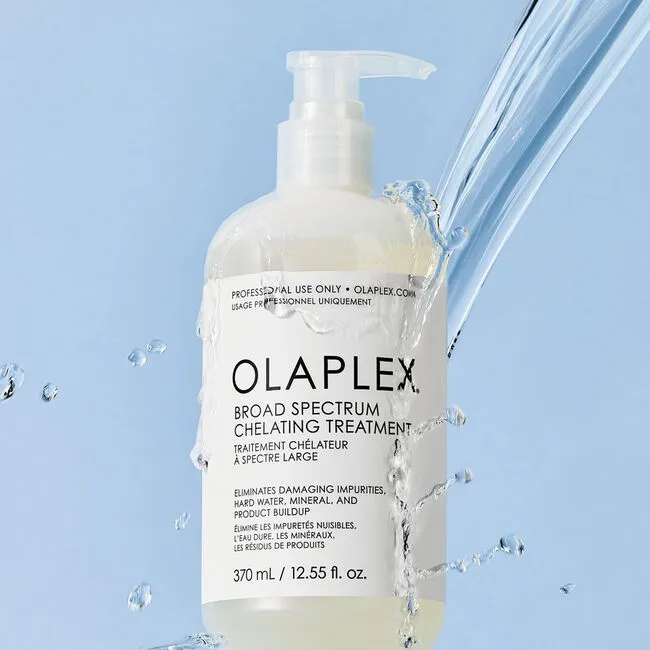 PROFESSIONAL USE ONLY • OLAPLEX.COM
USAGE PROFESSIONNEL UNIQUEMENT
OLAPLEX.
BROAD SPECTRUM
CHELATING TREATMENT
TRAITEMENT CHÉLATEUR
À SPECTRE LARGE
ELIMINATES DAMAGING IMPURITIES,
HARD WATER, MINERAL, AND
PRODUCT BUILDUP
ÉLIMINE LES IMPURETÉS NUISIBLES,
L'EAU DURE, LES MINÉRAUX,
LES RÉSIDUS DE PRODUITS
370 mL / 12.55 fl. oz.